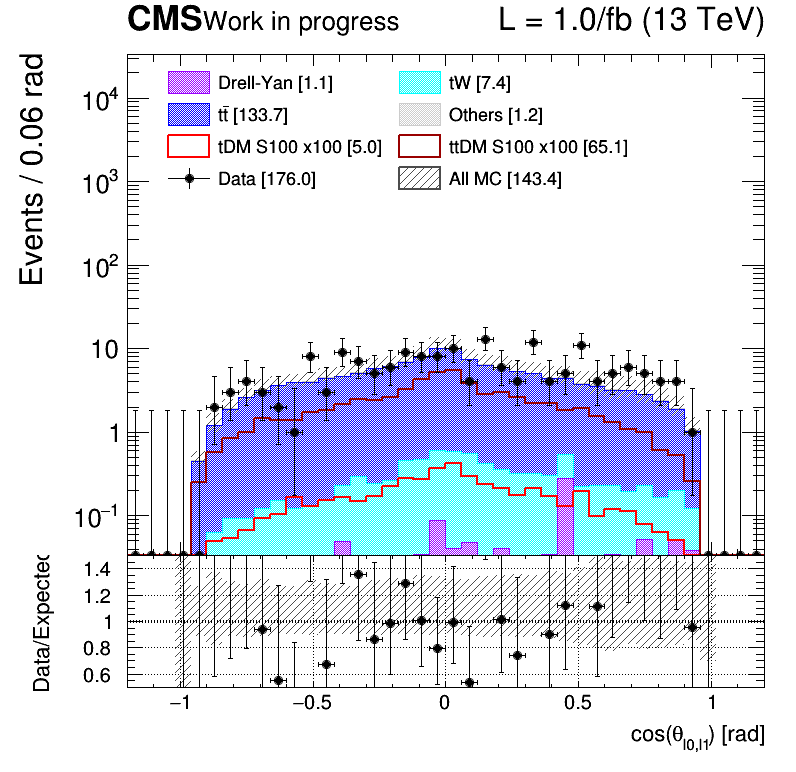 CMS Work in progress L = 1.0/fb (13 TeV)
Events / 0.06 rad
Drell-Yan [1.1] tW [7.4]
tt̄ [133.7] Others [1.2]
tDM S100 x100 [5.0] ttDM S100 x100 [65.1]
Data [176.0] All MC [143.4]
10⁴
10³
10²
10
1
10⁻¹
Data/Expected
1.4
1.2
1
0.8
0.6
−1 −0.5 0 0.5 1
cos(θ_l0,l1) [rad]